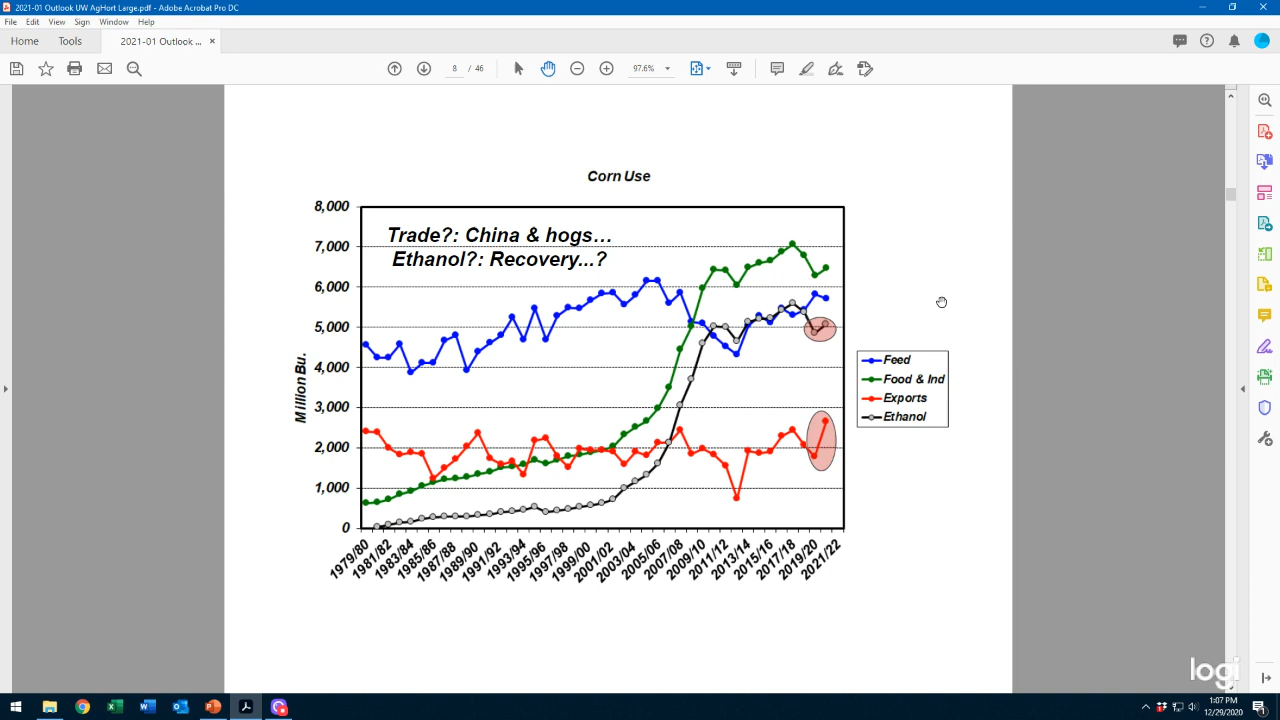 2021-01 Outlook UW AgHort Large.pdf - Adobe Acrobat Pro DC
File Edit View Sign Window Help
Home Tools 2021-01 Outlook ... ×
8 / 46 97.6%
Corn Use
Trade?: China & hogs...
Ethanol?: Recovery...?
Million Bu.
8,000
7,000
6,000
5,000
4,000
3,000
2,000
1,000
0
1979/80 1981/82 1983/84 1985/86 1987/88 1989/90 1991/92 1993/94 1995/96 1997/98 1999/00 2001/02 2003/04 2005/06 2007/08 2009/10 2011/12 2013/14 2015/16 2017/18 2019/20 2021/22
Feed
Food & Ind
Exports
Ethanol
logi
1:07 PM
12/29/2020
1